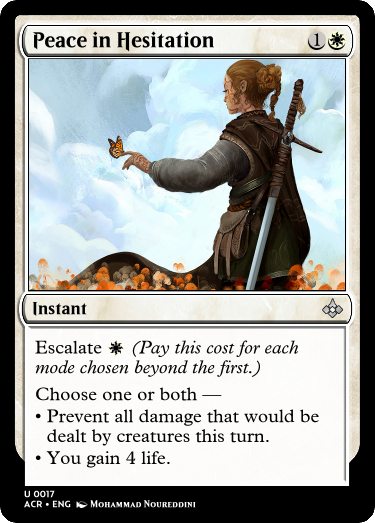 Peace in Hesitation 1
Instant
Escalate (Pay this cost for each
mode chosen beyond the first.)
Choose one or both —
• Prevent all damage that would be
dealt by creatures this turn.
• You gain 4 life.
U 0017
ACR • ENG Mohammad Noureddini